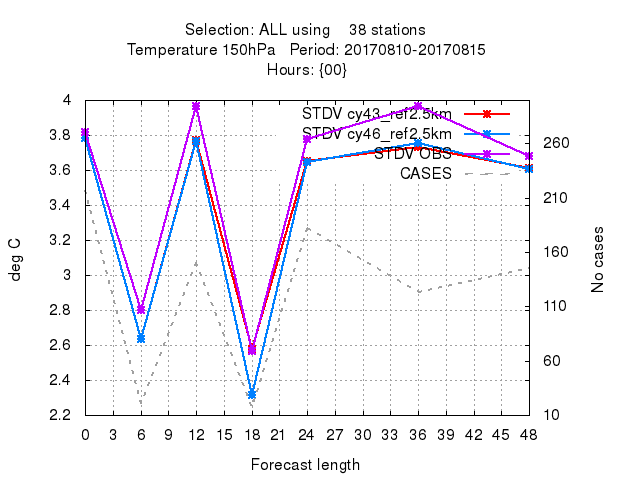 Selection: ALL using 38 stations
Temperature 150hPa Period: 20170810-20170815
Hours: {00}
STDV cy43_ref2.5km
STDV cy46_ref2.5km
STDV OBS
CASES
4
3.8
3.6
3.4
3.2
3
2.8
2.6
2.4
2.2
deg C
260
210
160
110
60
10
No cases
0 3 6 9 12 15 18 21 24 27 30 33 36 39 42 45 48
Forecast length